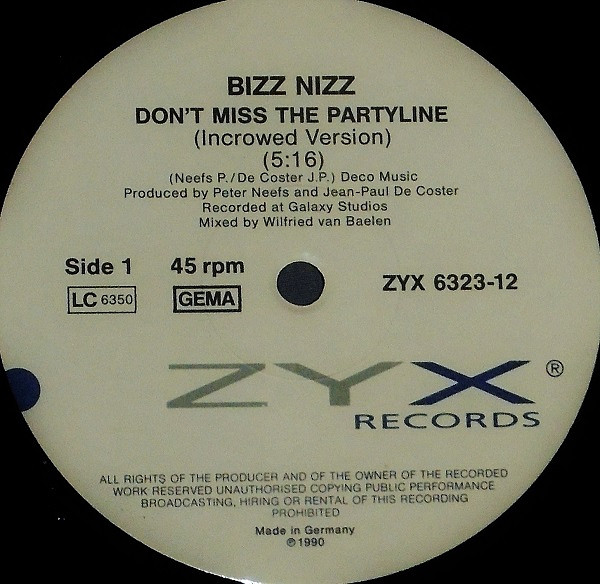 BIZZ NIZZ
DON'T MISS THE PARTYLINE
(Incrowed Version)
(5:16)
(Neefs P./De Coster J.P.) Deco Music
Produced by Peter Neefs and Jean-Paul De Coster
Recorded at Galaxy Studios
Mixed by Wilfried van Baelen
Side 1 45 rpm
ZYX 6323-12
LC 6350 GEMA
ZYX ®
RECORDS
ALL RIGHTS OF THE PRODUCER AND OF THE OWNER OF THE RECORDED
WORK RESERVED UNAUTHORISED COPYING PUBLIC PERFORMANCE
BROADCASTING, HIRING OR RENTAL OF THIS RECORDING
PROHIBITED
Made in Germany
℗ 1990